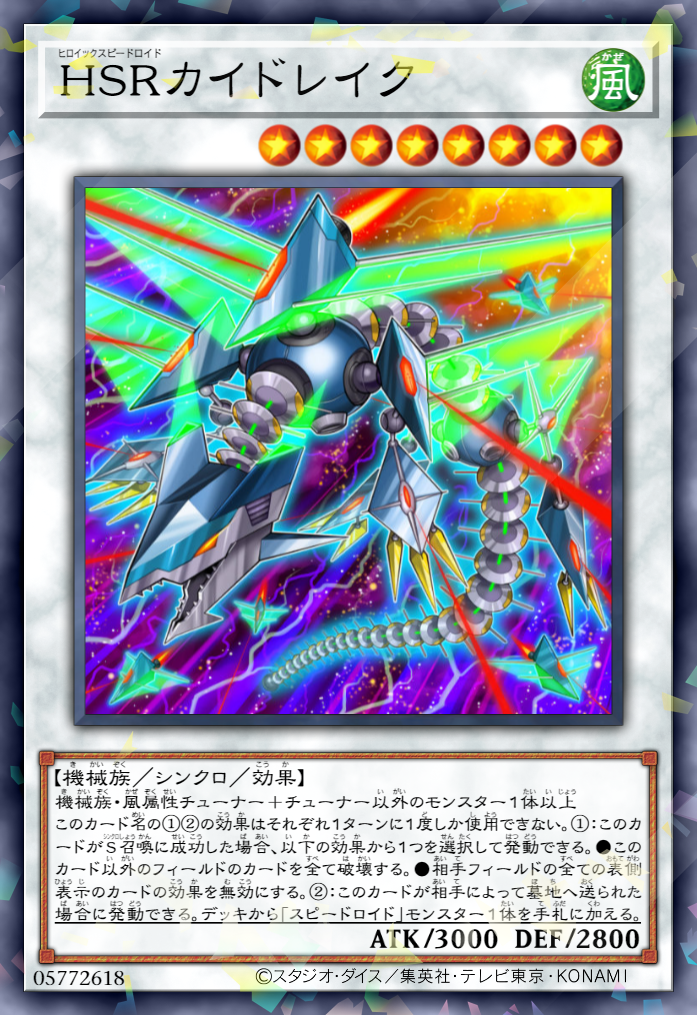 ヒロイックスピードロイド
HSRカイドレイク
かぜ
風
【機械族／シンクロ／効果】
機械族・風属性チューナー＋チューナー以外のモンスター1体以上
このカード名の①②の効果はそれぞれ1ターンに1度しか使用できない。①：このカ
ードがS召喚に成功した場合、以下の効果から1つを選択して発動できる。●この
カード以外のフィールドのカードを全て破壊する。●相手フィールドの全ての表側
表示のカードの効果を無効にする。②：このカードが相手によって墓地へ送られた
場合に発動できる。デッキから「スピードロイド」モンスター1体を手札に加える。
ATK/3000 DEF/2800
05772618 ©スタジオ・ダイス／集英社・テレビ東京・KONAMI